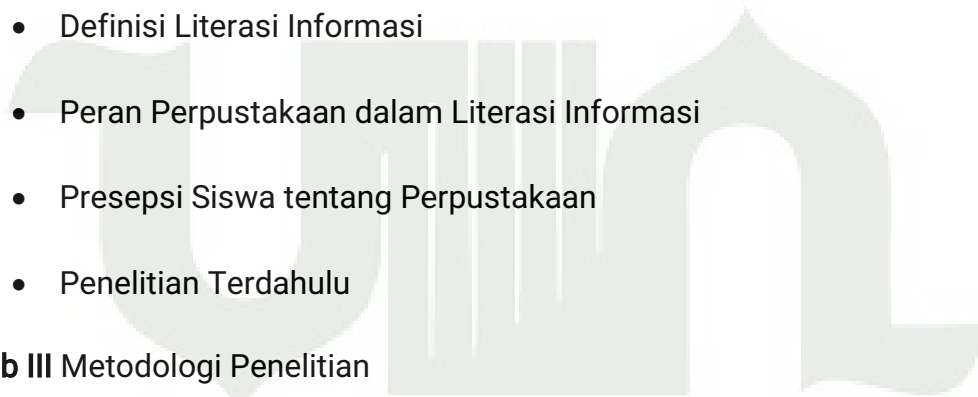 • Definisi Literasi Informasi
• Peran Perpustakaan dalam Literasi Informasi
• Presepsi Siswa tentang Perpustakaan
• Penelitian Terdahulu
b III Metodologi Penelitian